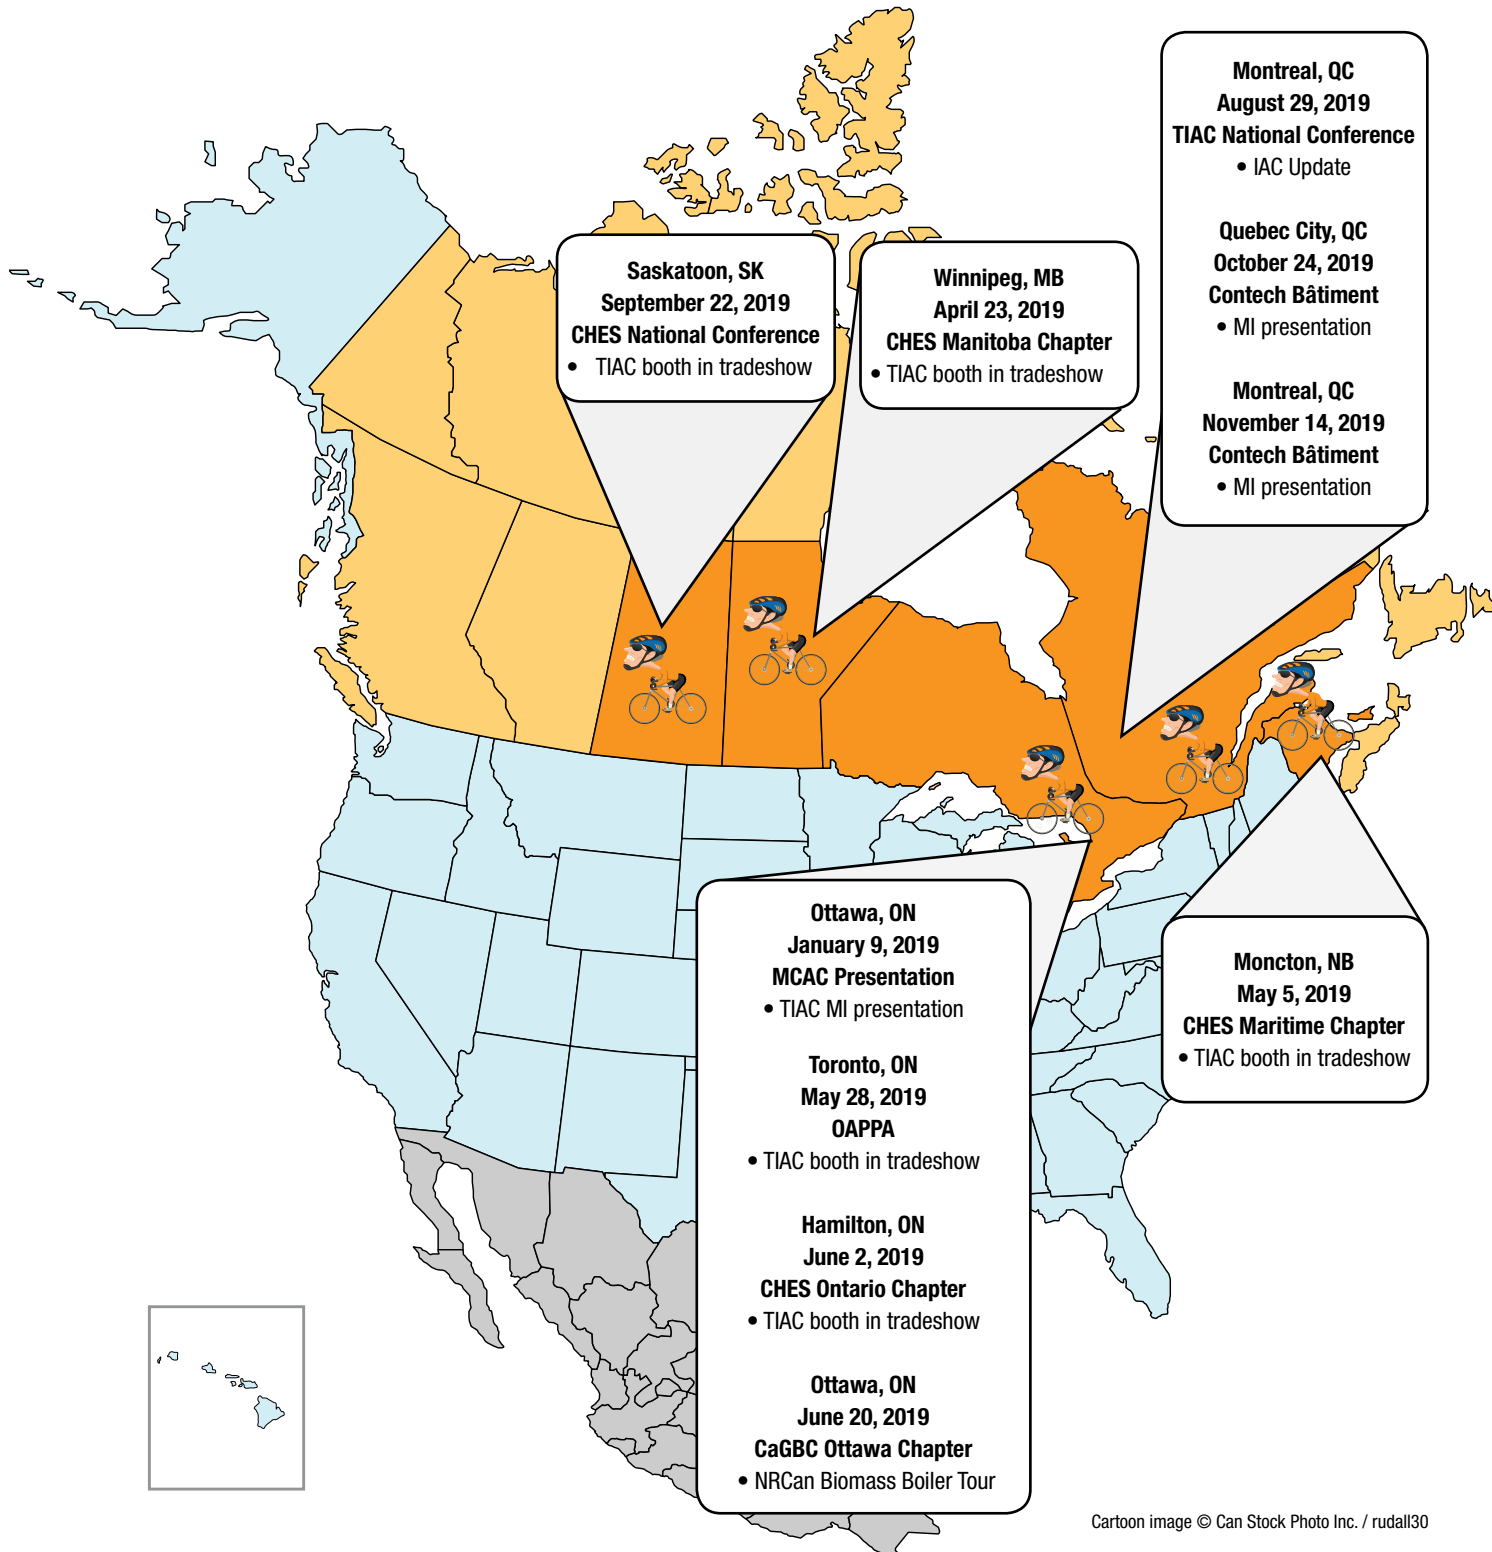 Montreal, QC
August 29, 2019
TIAC National Conference
• IAC Update
Quebec City, QC
October 24, 2019
Contech Bâtiment
• MI presentation
Montreal, QC
November 14, 2019
Contech Bâtiment
• MI presentation
Saskatoon, SK
September 22, 2019
CHES National Conference
• TIAC booth in tradeshow
Winnipeg, MB
April 23, 2019
CHES Manitoba Chapter
• TIAC booth in tradeshow
Ottawa, ON
January 9, 2019
MCAC Presentation
• TIAC MI presentation
Toronto, ON
May 28, 2019
OAPPA
• TIAC booth in tradeshow
Hamilton, ON
June 2, 2019
CHES Ontario Chapter
• TIAC booth in tradeshow
Ottawa, ON
June 20, 2019
CaGBC Ottawa Chapter
• NRCan Biomass Boiler Tour
Moncton, NB
May 5, 2019
CHES Maritime Chapter
• TIAC booth in tradeshow
Cartoon image © Can Stock Photo Inc. / rudall30